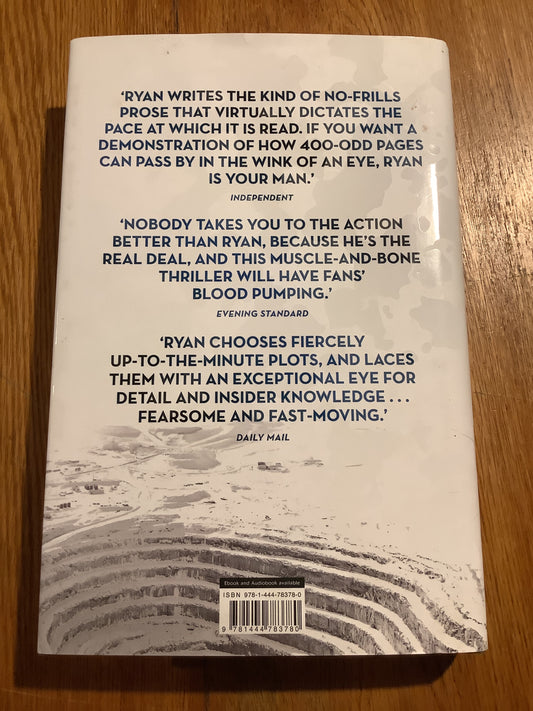 ‘RYAN WRITES THE KIND OF NO-FRILLS
PROSE THAT VIRTUALLY DICTATES THE
PACE AT WHICH IT IS READ. IF YOU WANT A
DEMONSTRATION OF HOW 400-ODD PAGES
CAN PASS BY IN THE WINK OF AN EYE, RYAN
IS YOUR MAN.’
INDEPENDENT
‘NOBODY TAKES YOU TO THE ACTION
BETTER THAN RYAN, BECAUSE HE’S THE
REAL DEAL, AND THIS MUSCLE-AND-BONE
THRILLER WILL HAVE FANS’
BLOOD PUMPING.’
EVENING STANDARD
‘RYAN CHOOSES FIERCELY
UP-TO-THE-MINUTE PLOTS, AND LACES
THEM WITH AN EXCEPTIONAL EYE FOR
DETAIL AND INSIDER KNOWLEDGE . . .
FEARSOME AND FAST-MOVING.’
DAILY MAIL
Ebook and Audiobook available
ISBN 978-1-444-78378-0
9 781444 783780